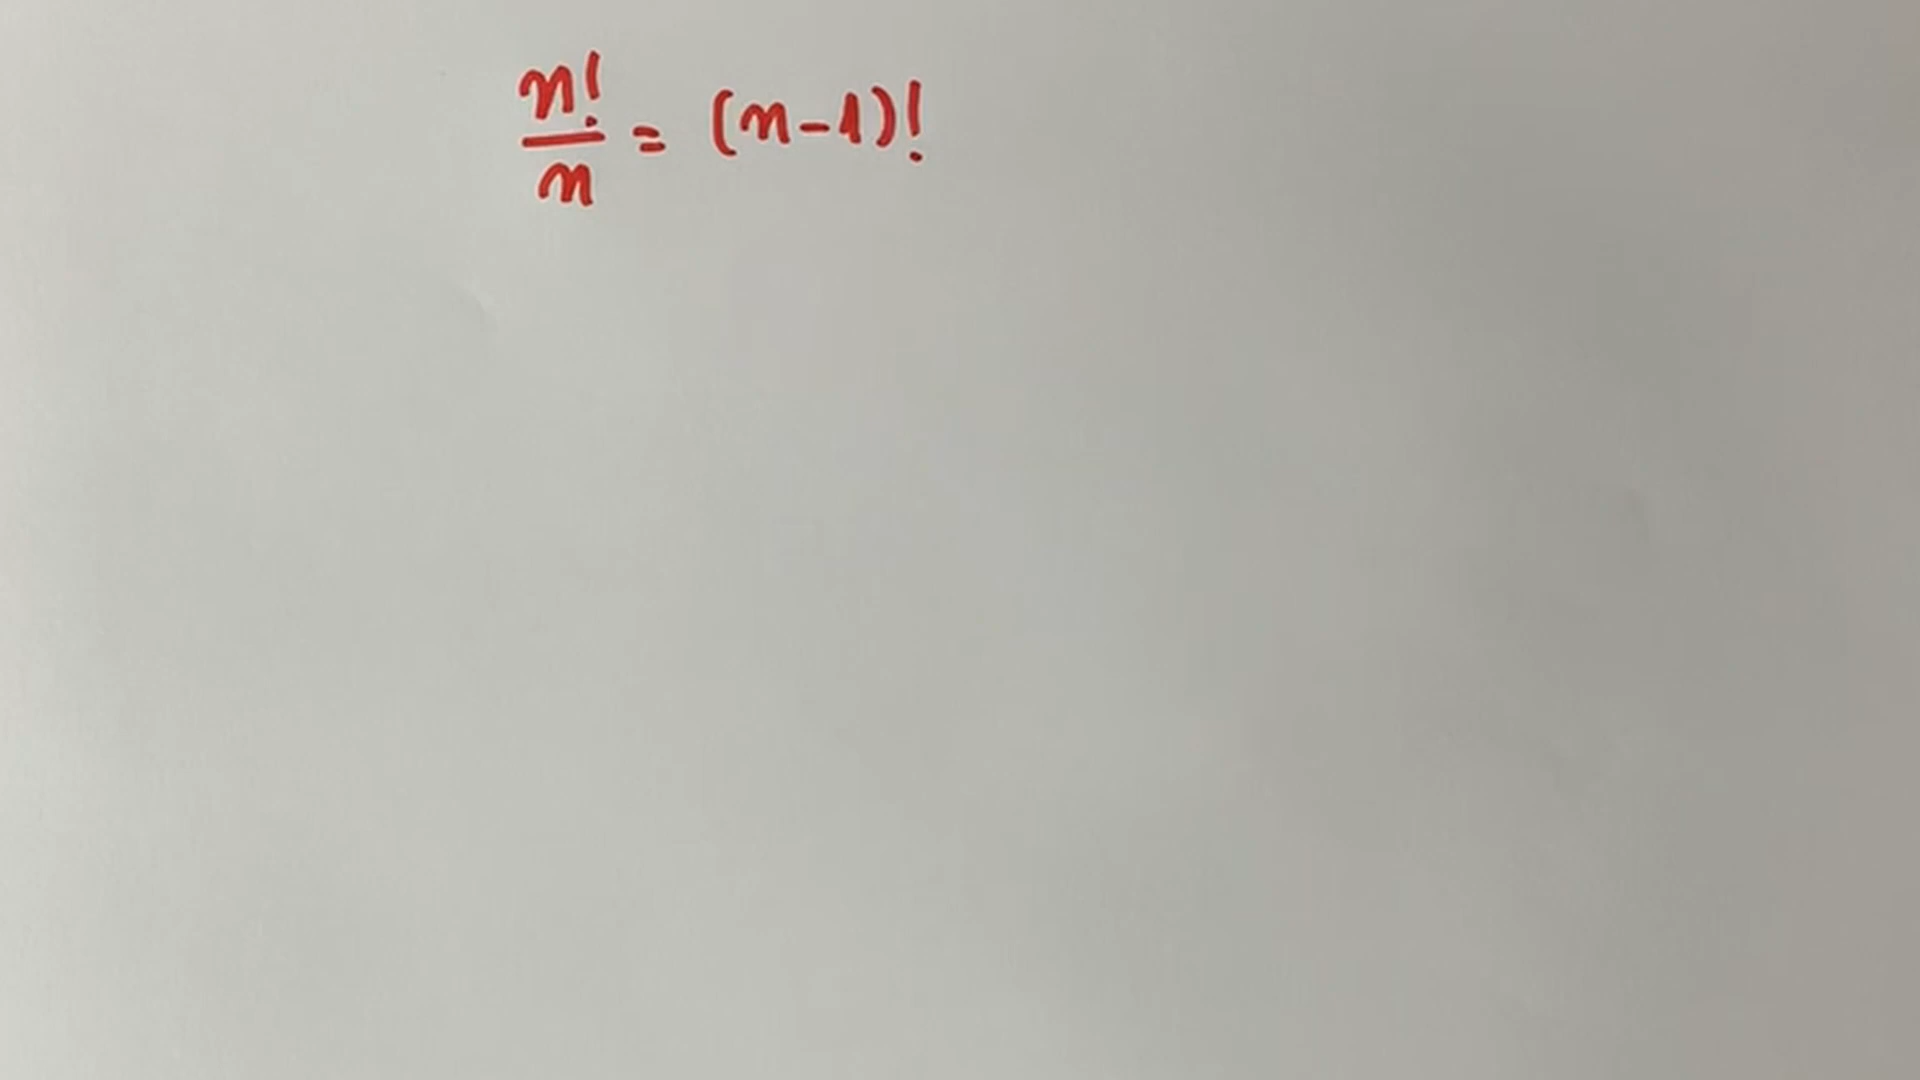 n!/n = (n-1)!